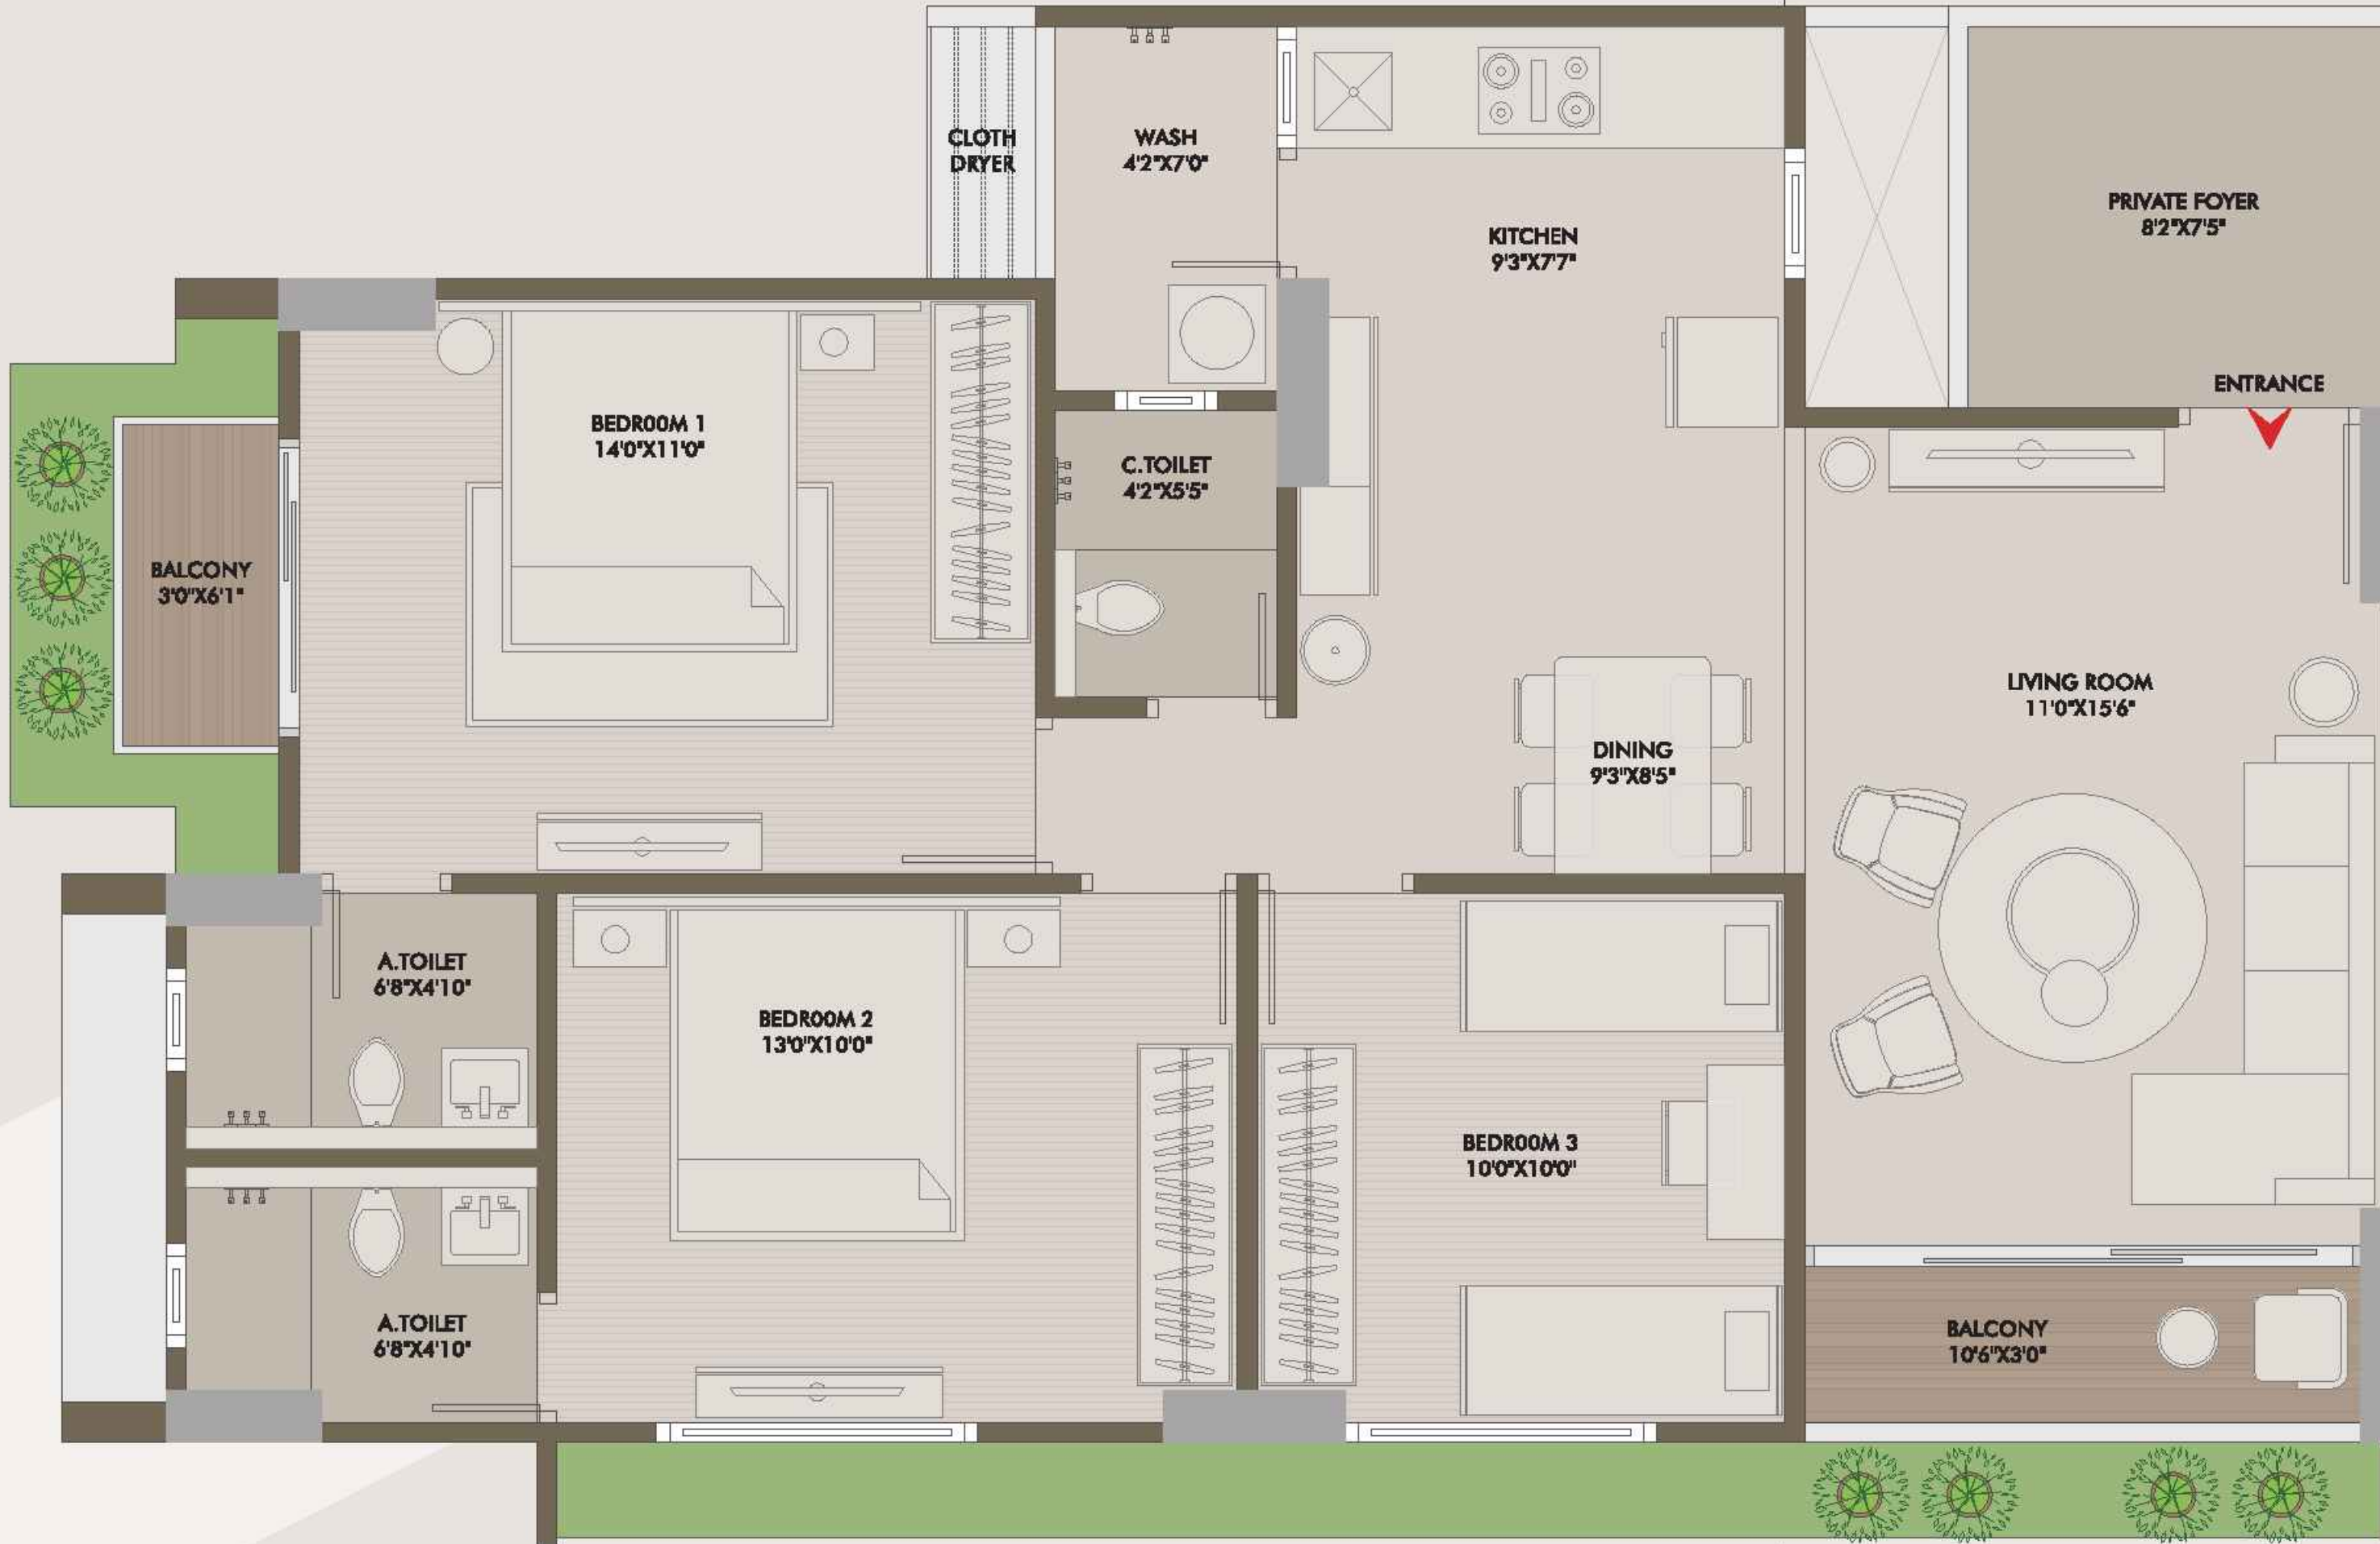 CLOTH
DRYER
WASH
4'2"X7'0"
KITCHEN
9'3"X7'7"
PRIVATE FOYER
8'2"X7'5"
ENTRANCE
BEDROOM 1
14'0"X11'0"
C.TOILET
4'2"X5'5"
BALCONY
3'0"X6'1"
LIVING ROOM
11'0"X15'6"
DINING
9'3"X8'5"
A.TOILET
6'8"X4'10"
BEDROOM 2
13'0"X10'0"
BEDROOM 3
10'0"X10'0"
A.TOILET
6'8"X4'10"
BALCONY
10'6"X3'0"